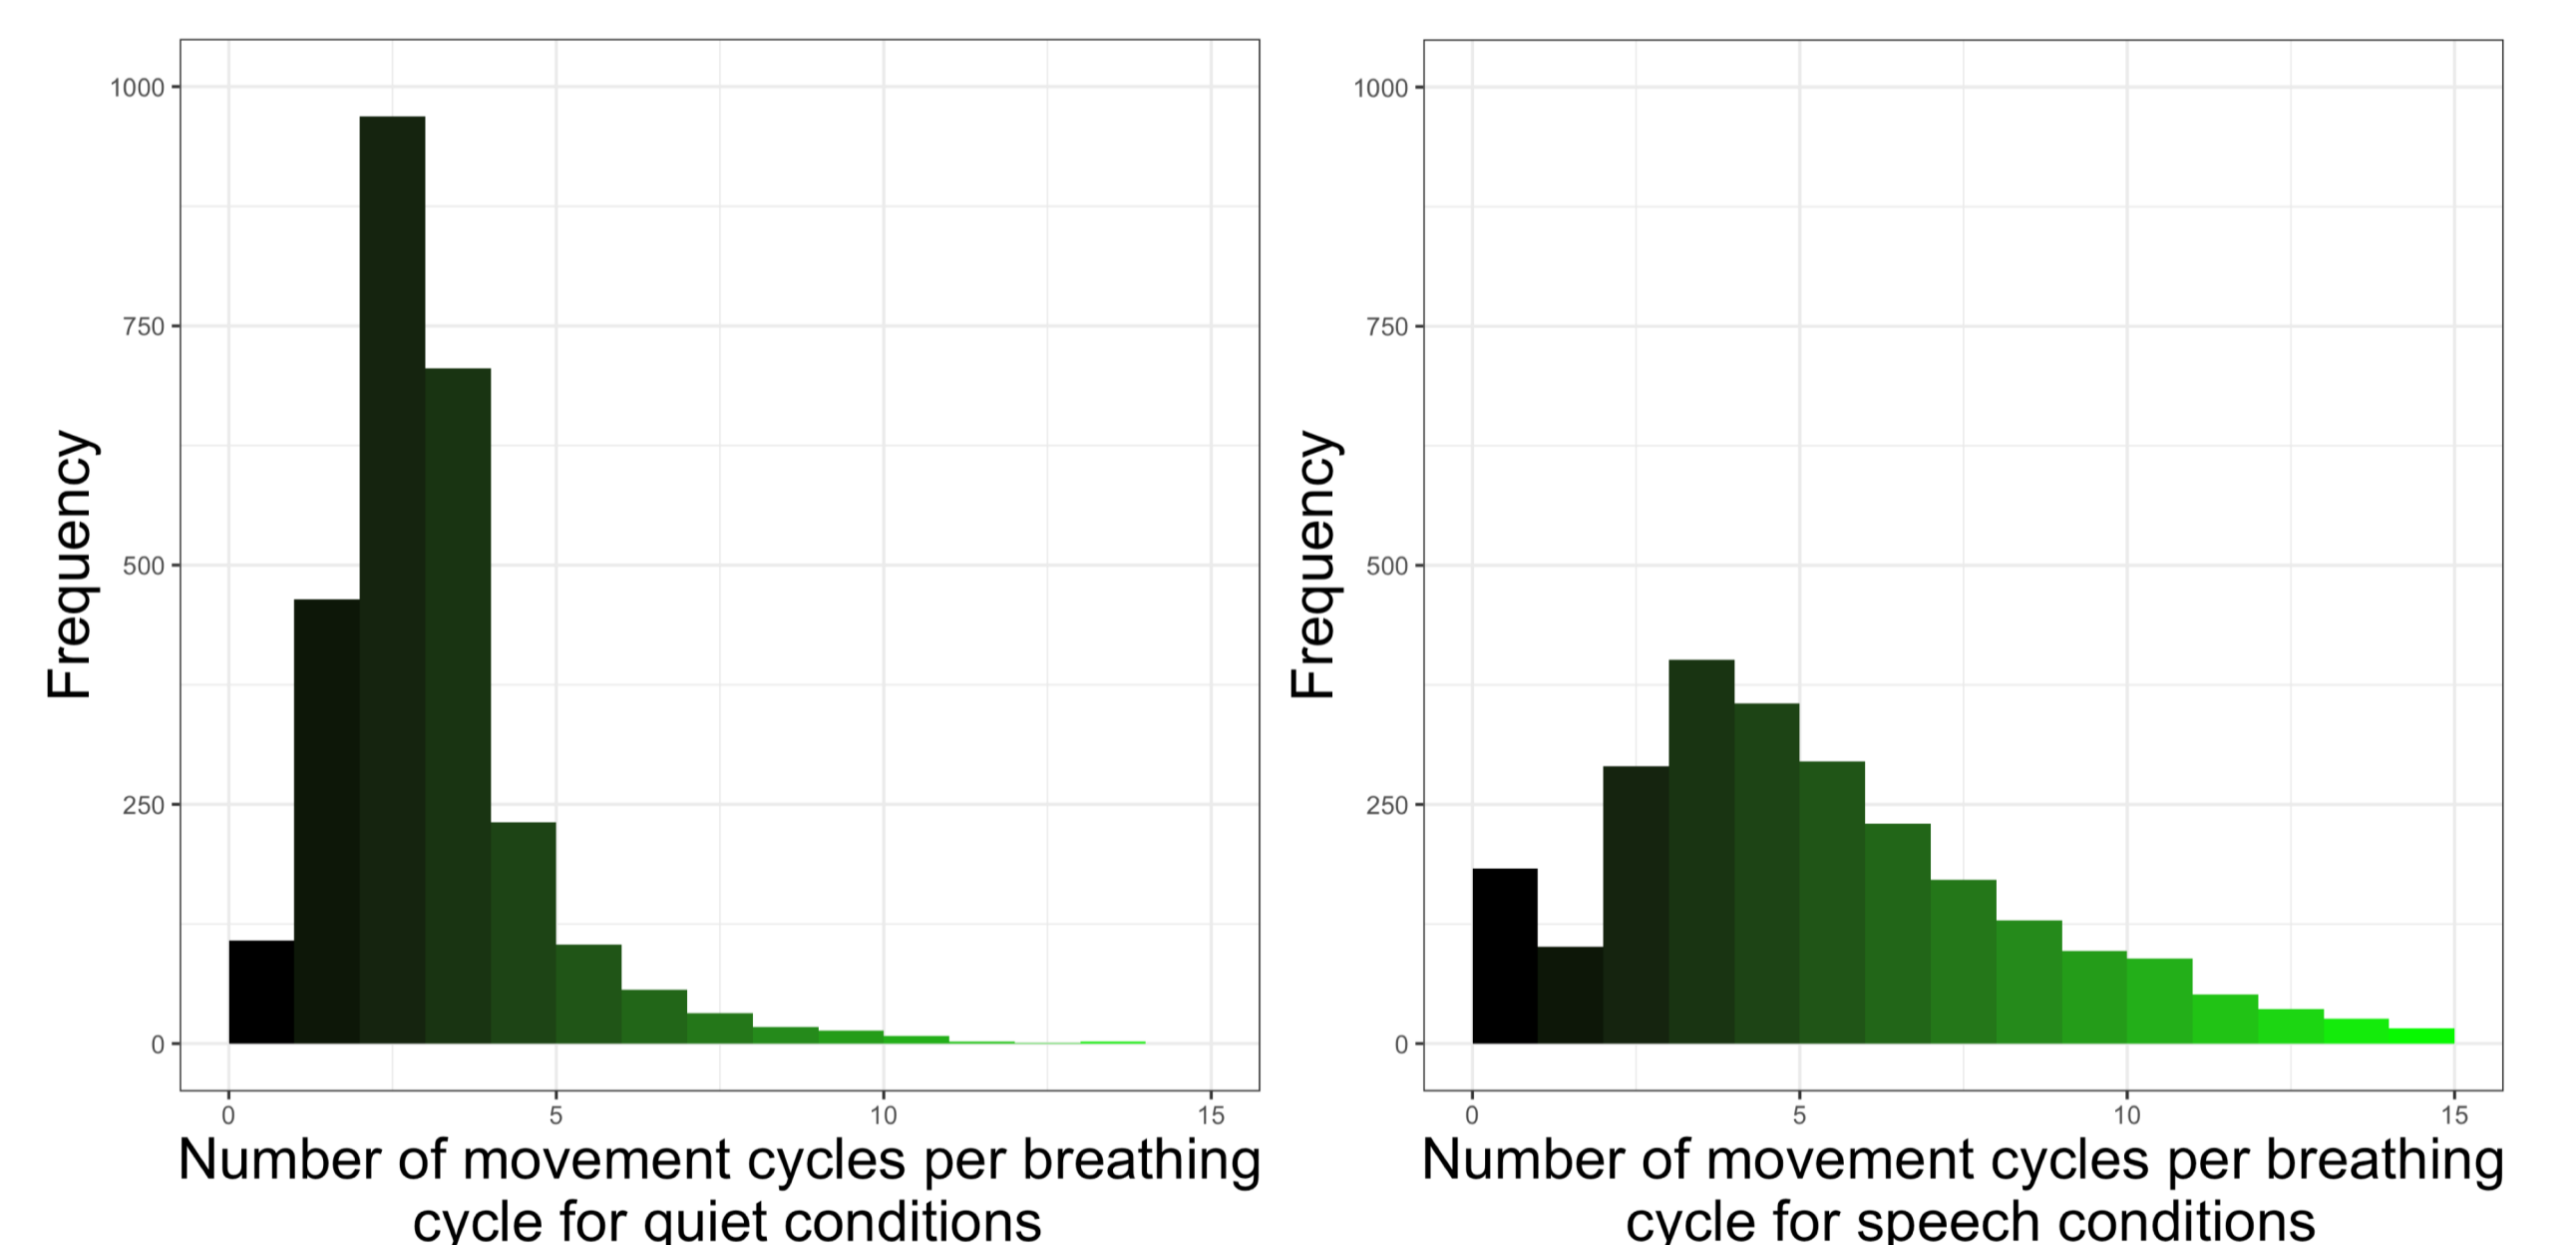 1000
750
500
250
0
Frequency
0 5 10 15
Number of movement cycles per breathing
cycle for quiet conditions
1000
750
500
250
0
Frequency
0 5 10 15
Number of movement cycles per breathing
cycle for speech conditions